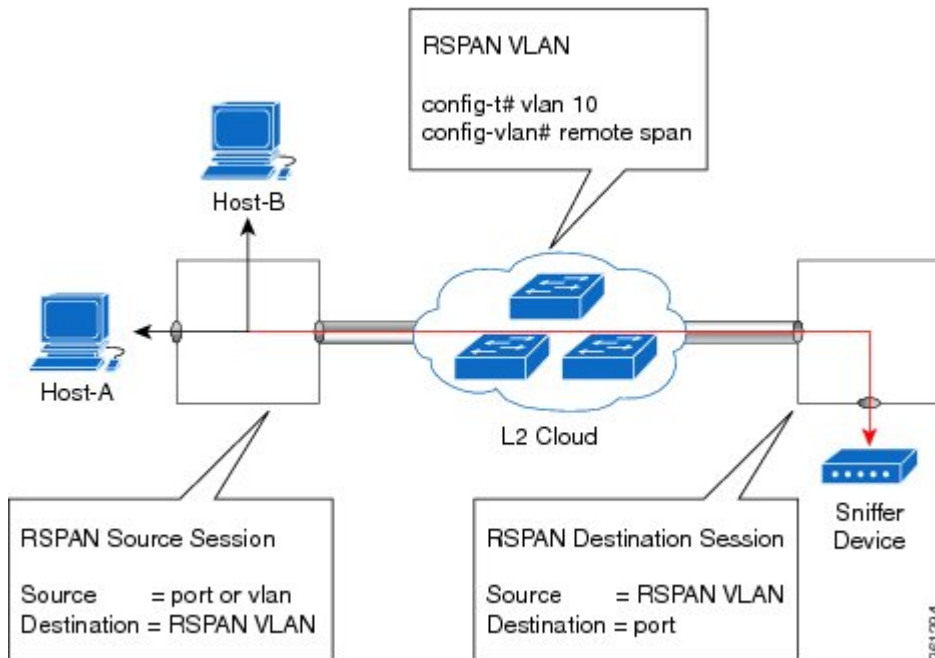 RSPAN VLAN
config-t# vlan 10
config-vlan# remote span
Host-B
Host-A
L2 Cloud
Sniffer
Device
RSPAN Source Session
Source = port or vlan
Destination = RSPAN VLAN
RSPAN Destination Session
Source = RSPAN VLAN
Destination = port